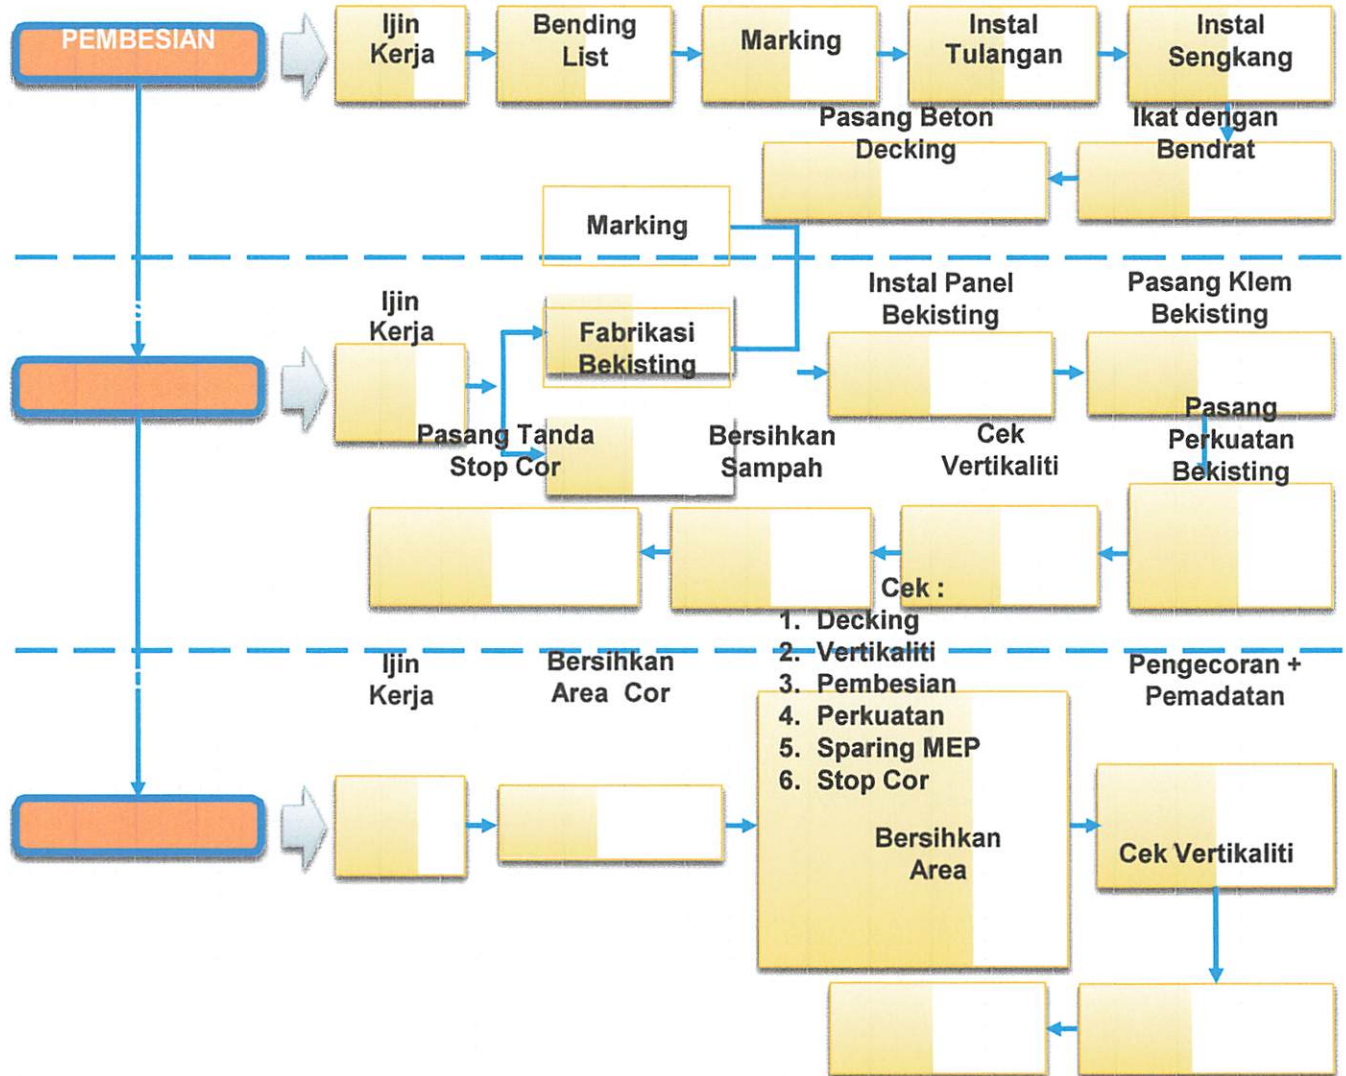 PEMBESIAN
Ijin
Kerja
Bending
List
Marking
Instal
Tulangan
Instal
Sengkang
Pasang Beton
Decking
Ikat dengan
Bendrat
Marking
Ijin
Kerja
Fabrikasi
Bekisting
Instal Panel
Bekisting
Pasang Klem
Bekisting
Pasang
Perkuatan
Bekisting
Pasang Tanda
Stop Cor
Bersihkan
Sampah
Cek
Vertikaliti
Cek :
1. Decking
2. Vertikaliti
3. Pembesian
4. Perkuatan
5. Sparing MEP
6. Stop Cor
Ijin
Kerja
Bersihkan
Area Cor
Pengecoran +
Pemadatan
Bersihkan
Area
Cek Vertikaliti